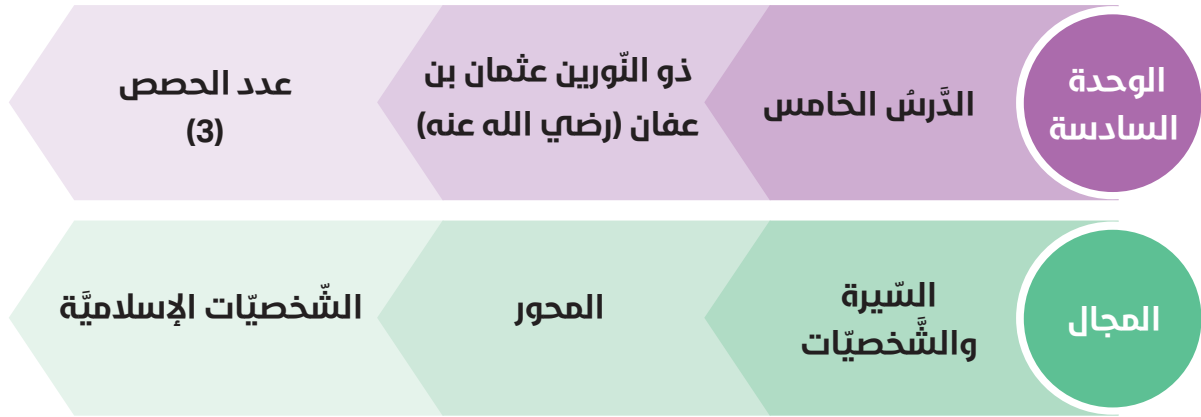 الوحدة
السادسة
الدَّرسُ الخامس
ذو النّورين عثمان بن
عفان (رضي الله عنه)
عدد الحصص
(3)
المجال
السّيرة
والشَّخصيّات
المحور
الشّخصيّات الإسلاميَّة